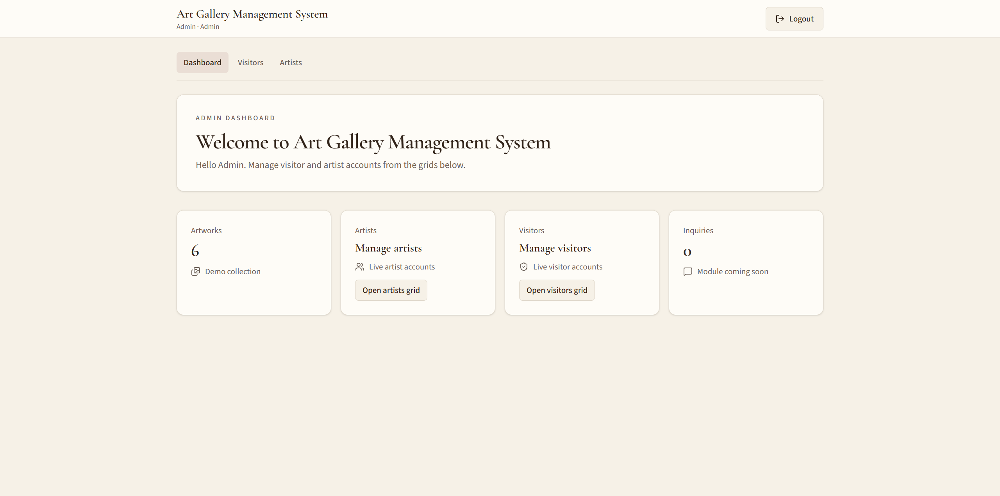 Art Gallery Management System
Admin · Admin
Logout
Dashboard
Visitors
Artists
ADMIN DASHBOARD
Welcome to Art Gallery Management System
Hello Admin. Manage visitor and artist accounts from the grids below.
Artworks
6
Demo collection
Artists
Manage artists
Live artist accounts
Open artists grid
Visitors
Manage visitors
Live visitor accounts
Open visitors grid
Inquiries
0
Module coming soon